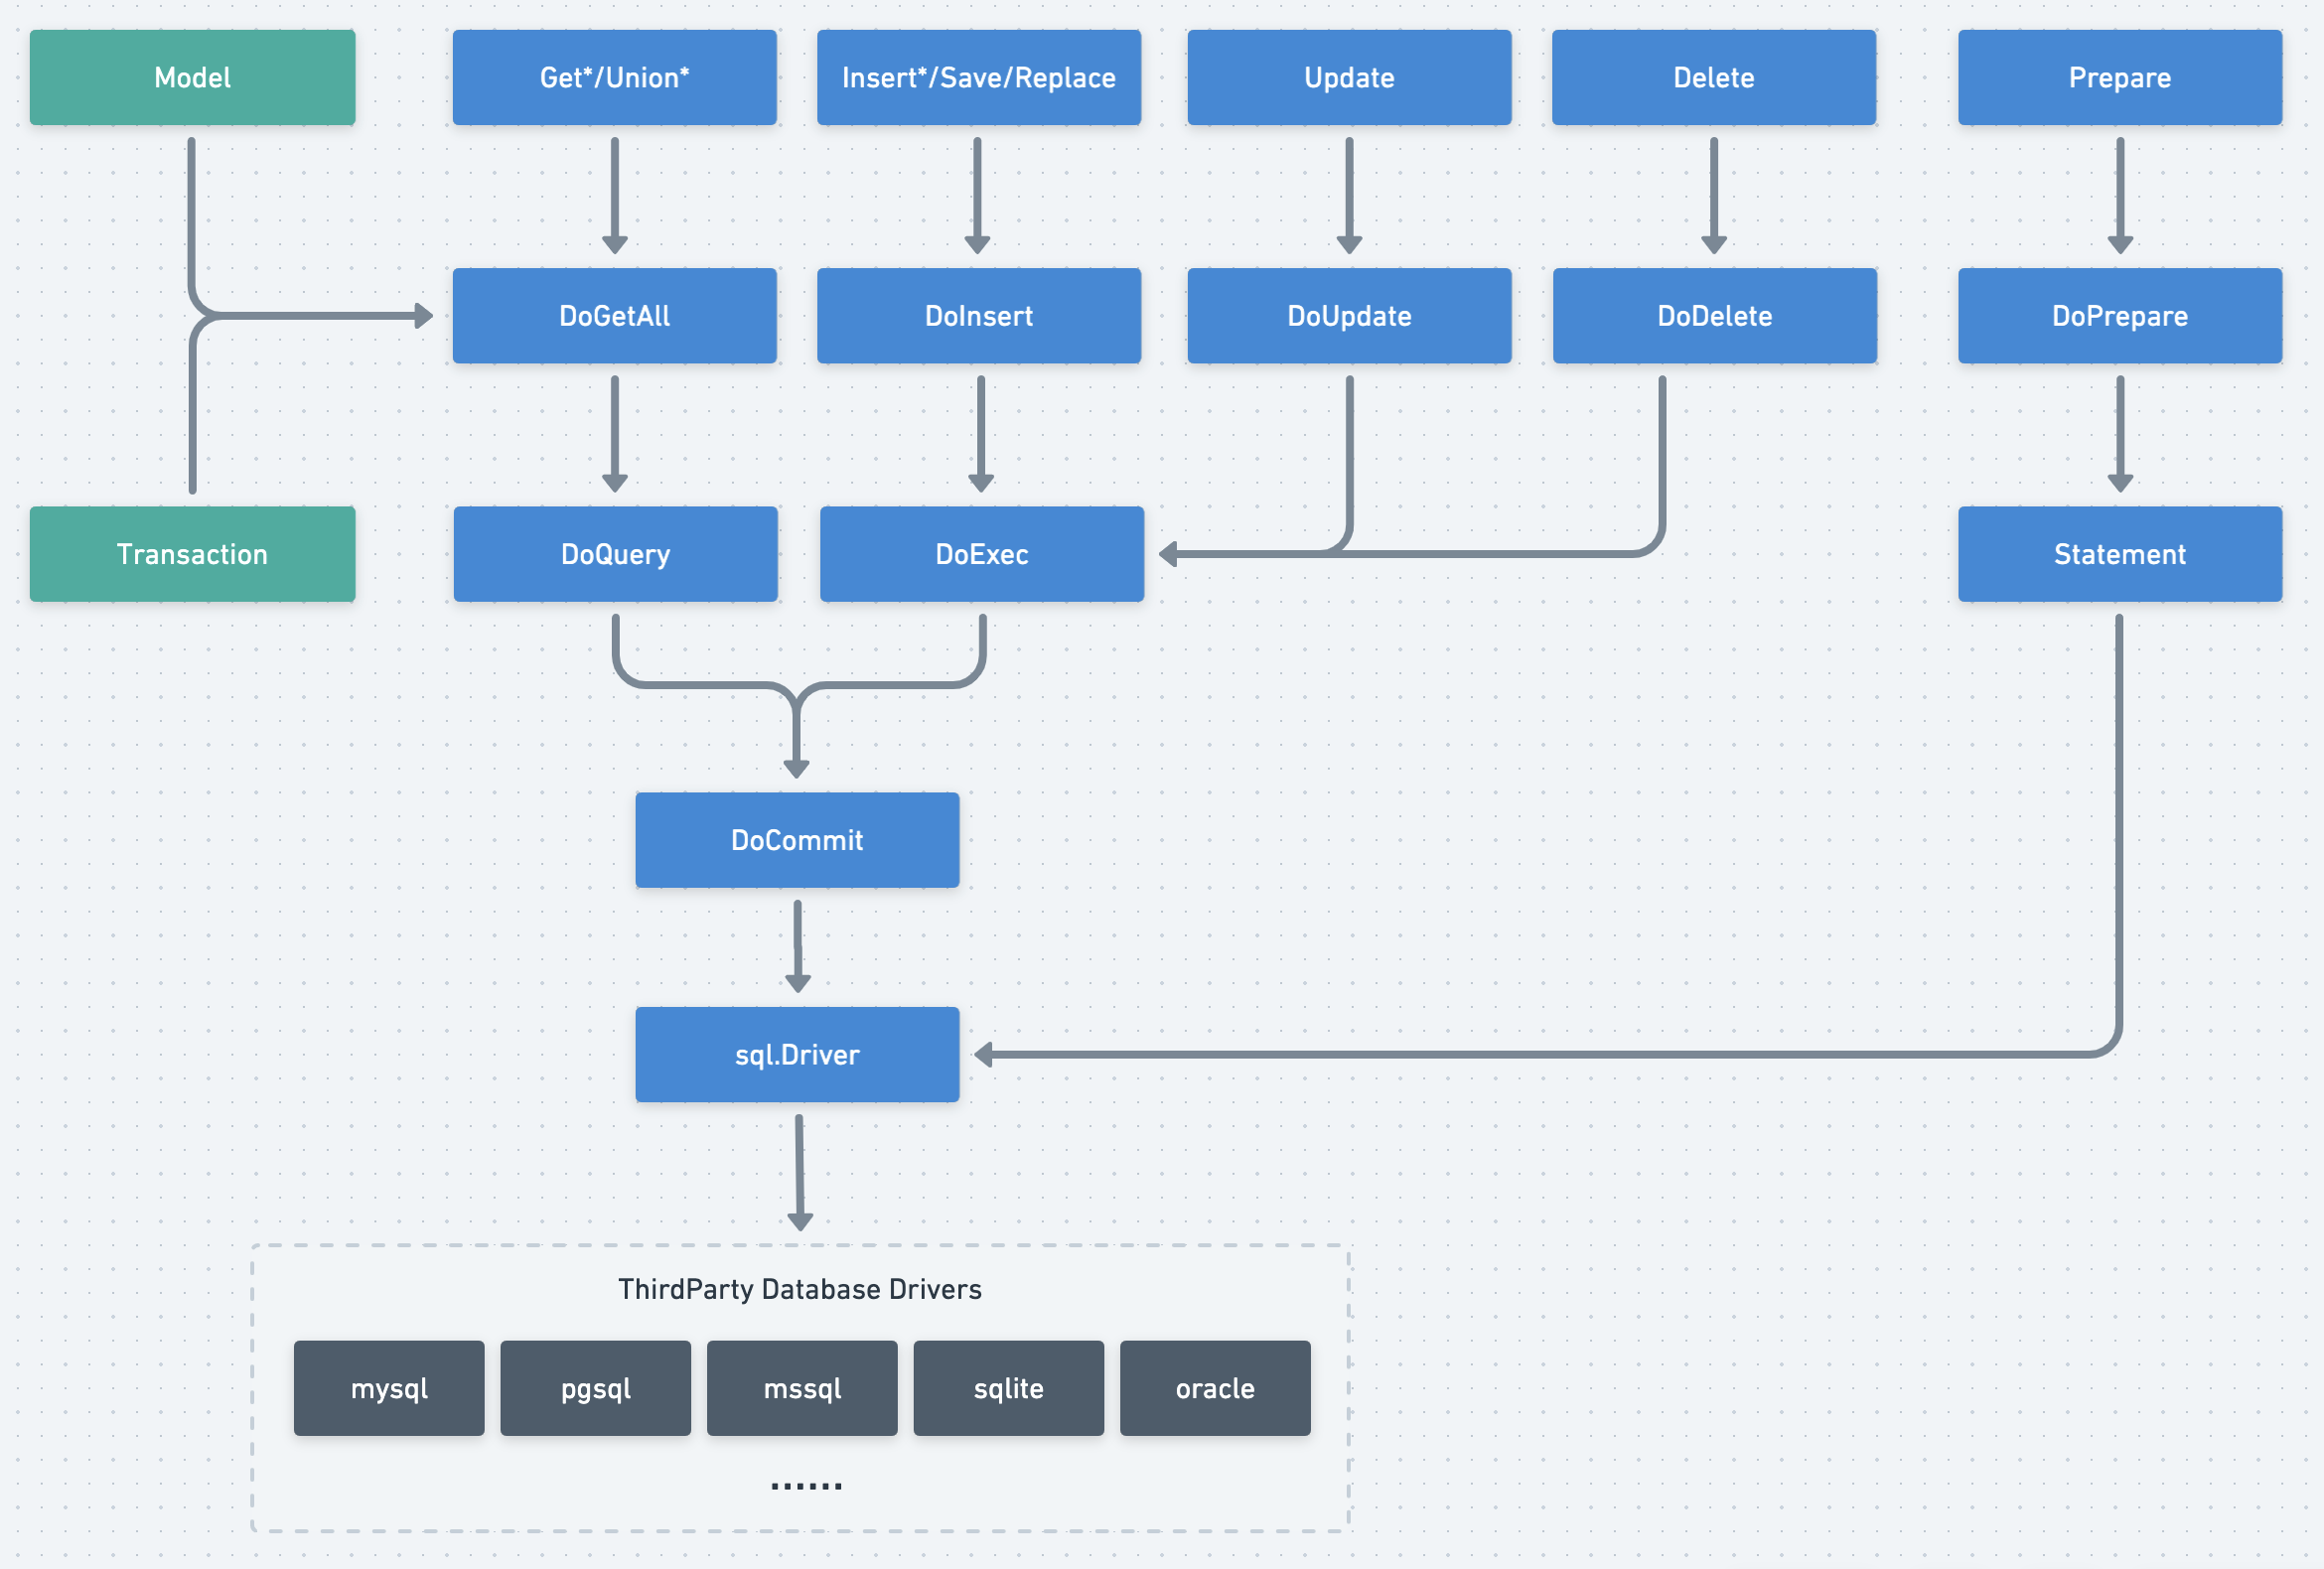 Model
Get*/Union*
Insert*/Save/Replace
Update
Delete
Prepare
DoGetAll
DoInsert
DoUpdate
DoDelete
DoPrepare
Transaction
DoQuery
DoExec
Statement
DoCommit
sql.Driver
ThirdParty Database Drivers
mysql
pgsql
mssql
sqlite
oracle
......